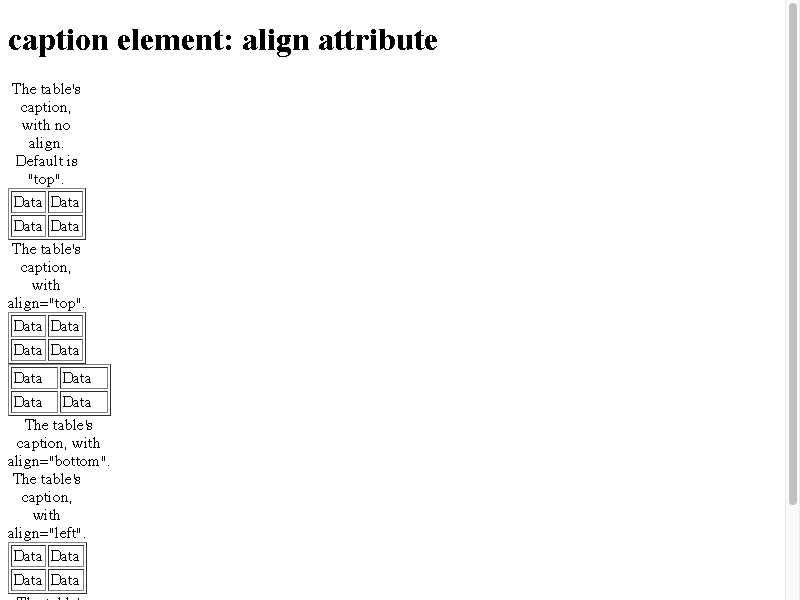 caption element: align attribute
The table's
caption,
with no
align.
Default is
"top".
Data Data
Data Data
The table's
caption,
with
align="top".
Data Data
Data Data
Data Data
Data Data
The table's
caption, with
align="bottom".
The table's
caption,
with
align="left".
Data Data
Data Data